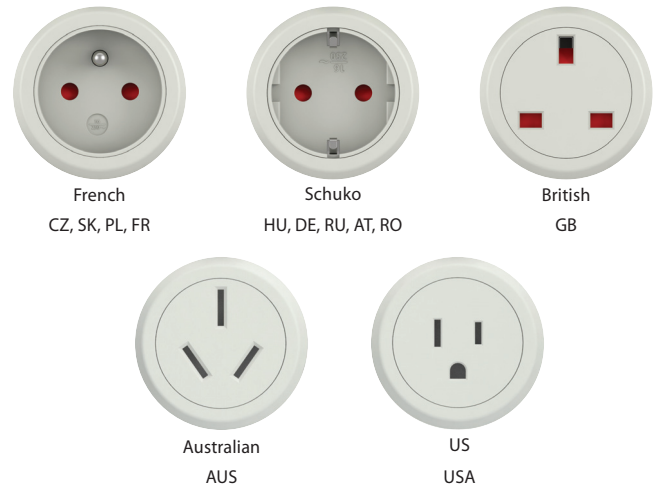 French
CZ, SK, PL, FR
Schuko
HU, DE, RU, AT, RO
British
GB
Australian
AUS
US
USA